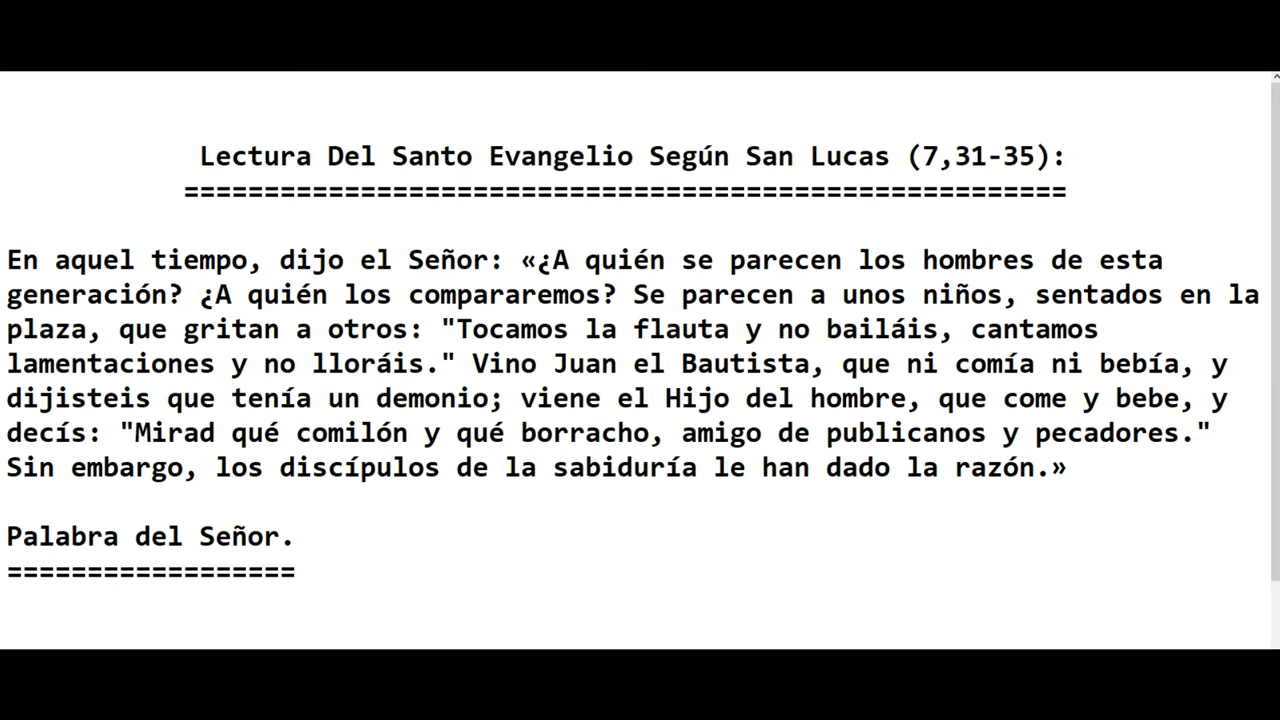 Lectura Del Santo Evangelio Según San Lucas (7,31-35):
=======================================================
En aquel tiempo, dijo el Señor: «¿A quién se parecen los hombres de esta
generación? ¿A quién los compararemos? Se parecen a unos niños, sentados en la
plaza, que gritan a otros: "Tocamos la flauta y no bailáis, cantamos
lamentaciones y no lloráis." Vino Juan el Bautista, que ni comía ni bebía, y
dijisteis que tenía un demonio; viene el Hijo del hombre, que come y bebe, y
decís: "Mirad qué comilón y qué borracho, amigo de publicanos y pecadores."
Sin embargo, los discípulos de la sabiduría le han dado la razón.»
Palabra del Señor.
==================